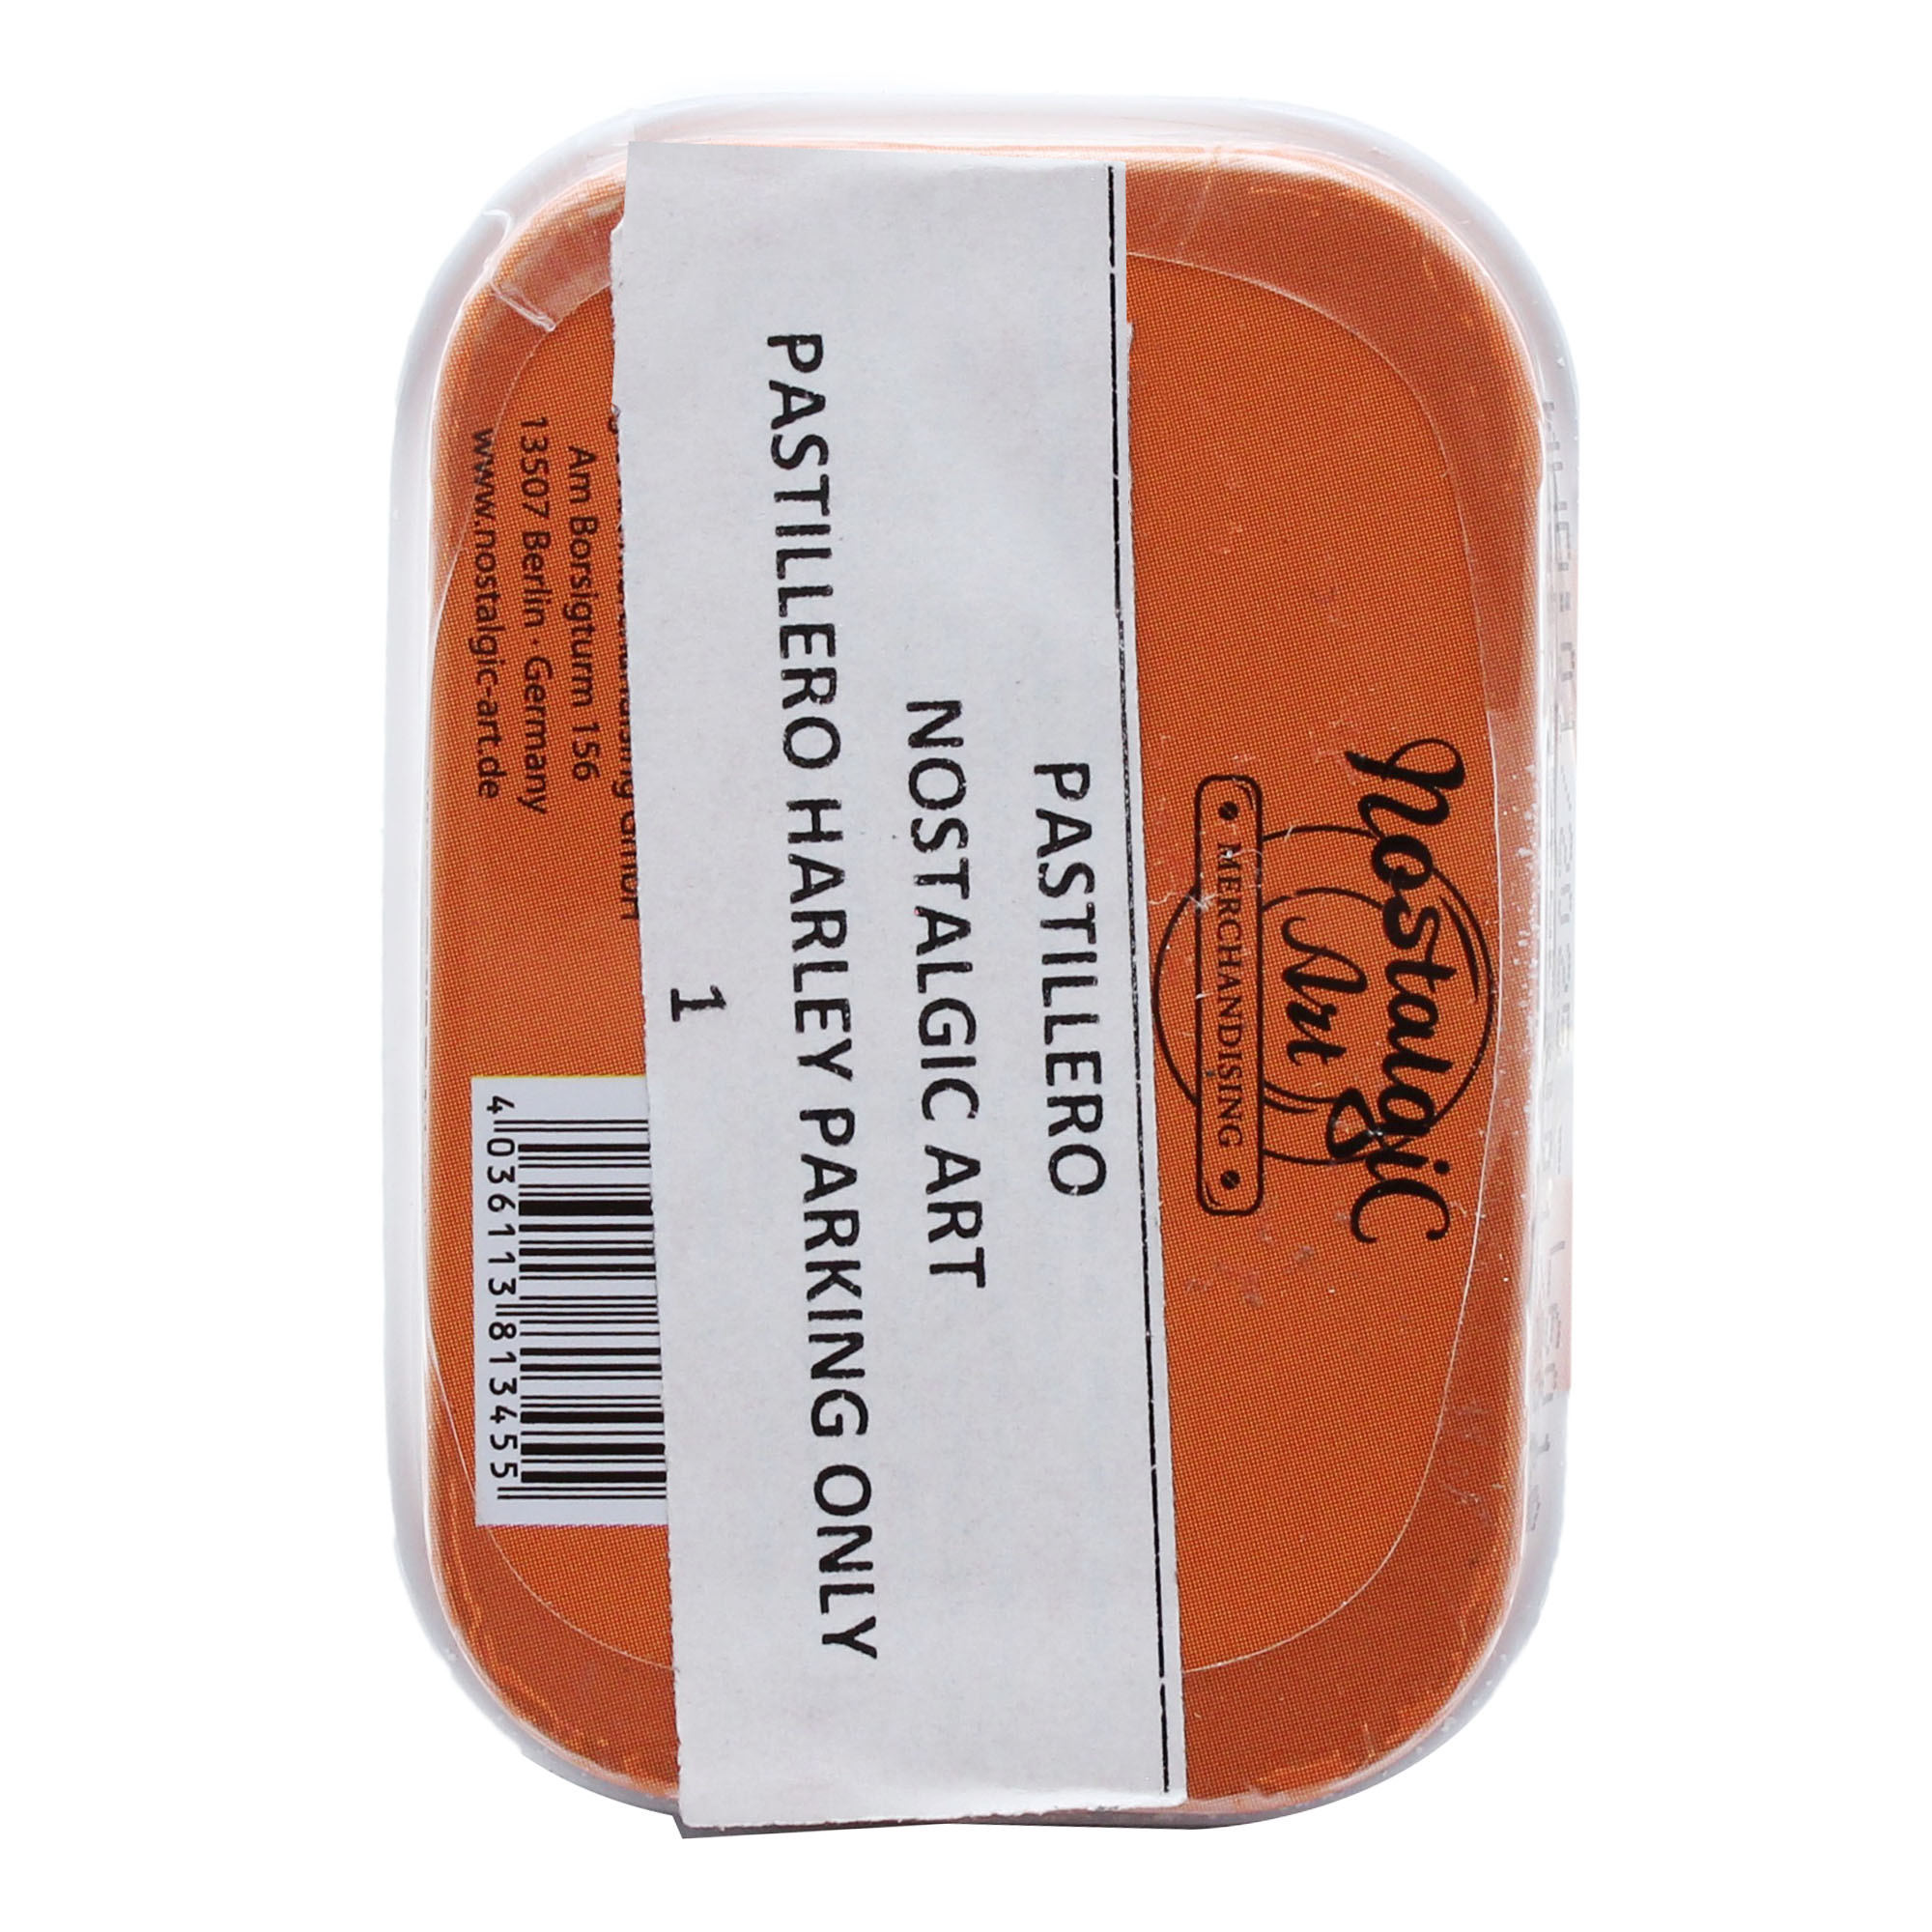 Nostalgic
Art
• MERCHANDISING •
PASTILLERO
NOSTALGIC ART
PASTILLERO HARLEY PARKING ONLY
1
Am Borsigturm 156
13507 Berlin · Germany
www.nostalgic-art.de
4 036113 813455